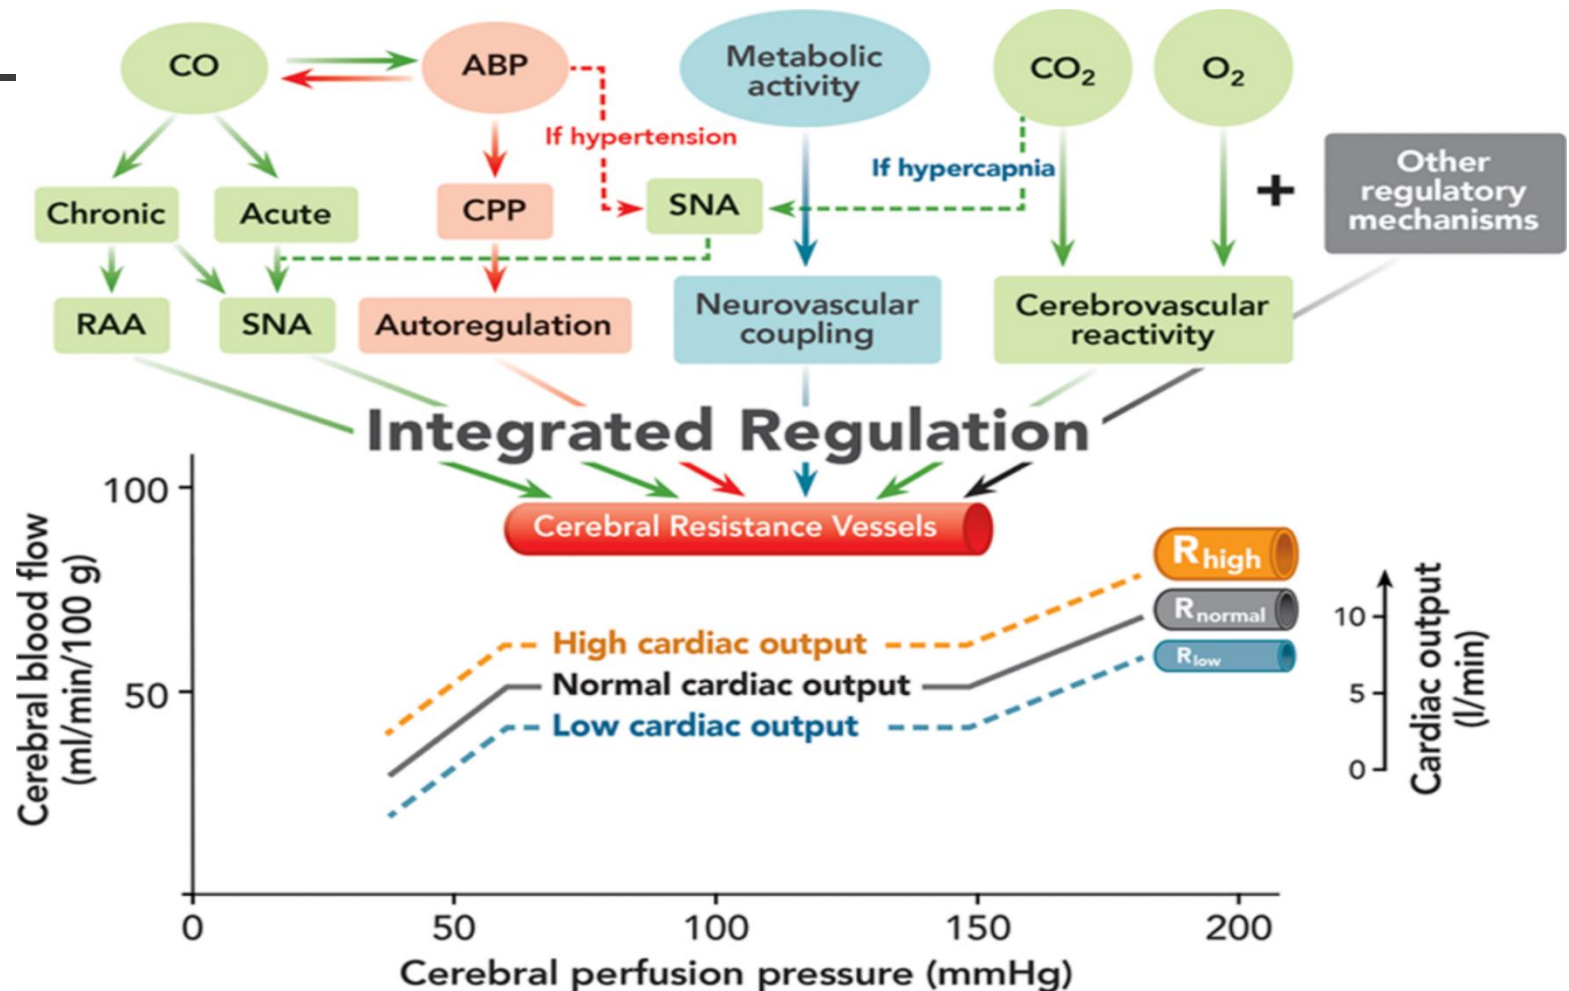 CO
ABP
Metabolic
activity
CO₂
O₂
If hypertension
If hypercapnia
Other
regulatory
mechanisms
+
Chronic
Acute
CPP
SNA
RAA
SNA
Autoregulation
Neurovascular
coupling
Cerebrovascular
reactivity
Integrated Regulation
Cerebral Resistance Vessels
Cerebral blood flow
(ml/min/100 g)
100
50
High cardiac output
Normal cardiac output
Low cardiac output
R high
R normal
R low
10
5
0
Cardiac output
(l/min)
0
50
100
150
200
Cerebral perfusion pressure (mmHg)